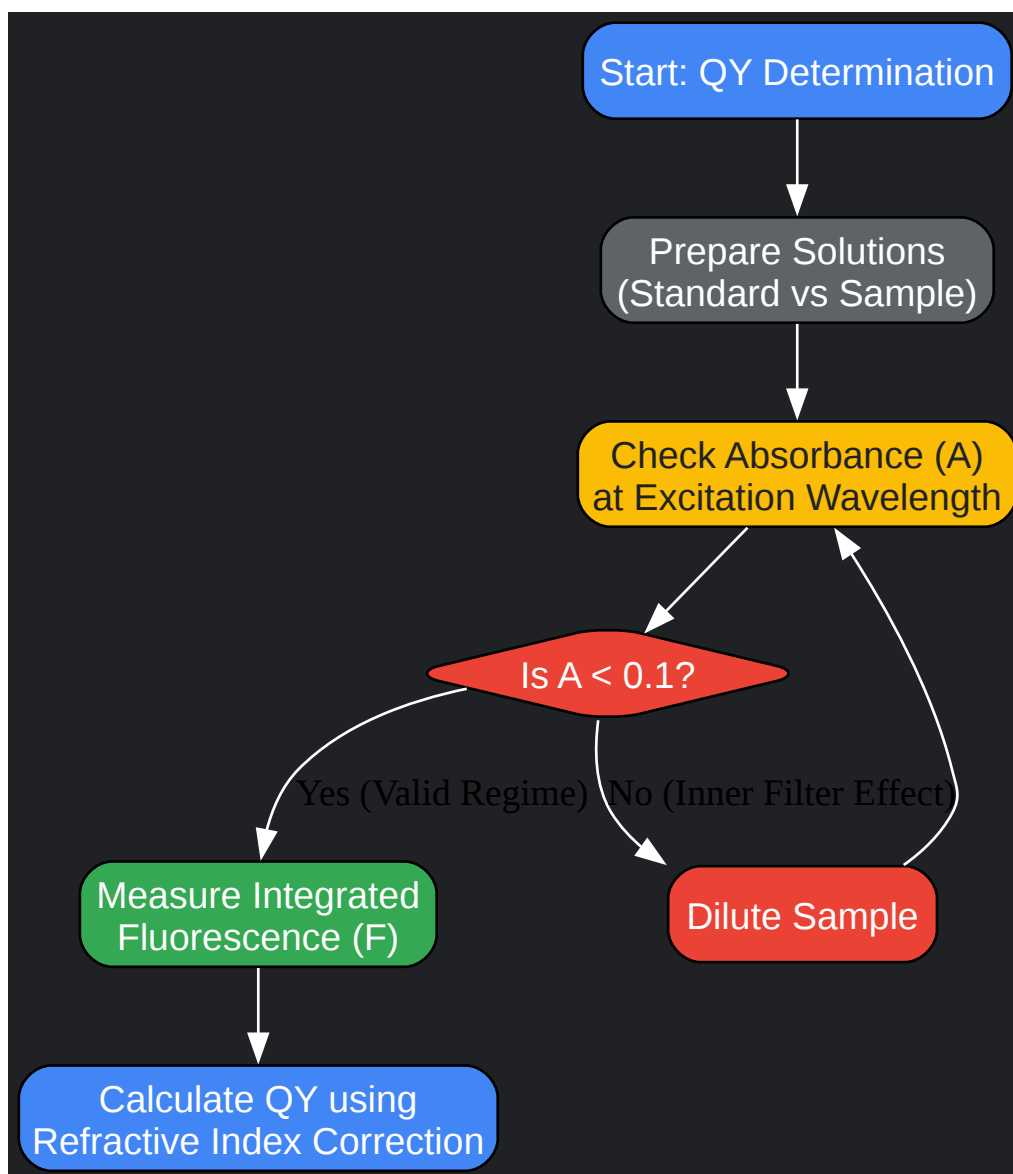 Start: QY Determination
Prepare Solutions
(Standard vs Sample)
Check Absorbance (A)
at Excitation Wavelength
Is A < 0.1?
Yes (Valid Regime)
No (Inner Filter Effect)
Measure Integrated
Fluorescence (F)
Dilute Sample
Calculate QY using
Refractive Index Correction